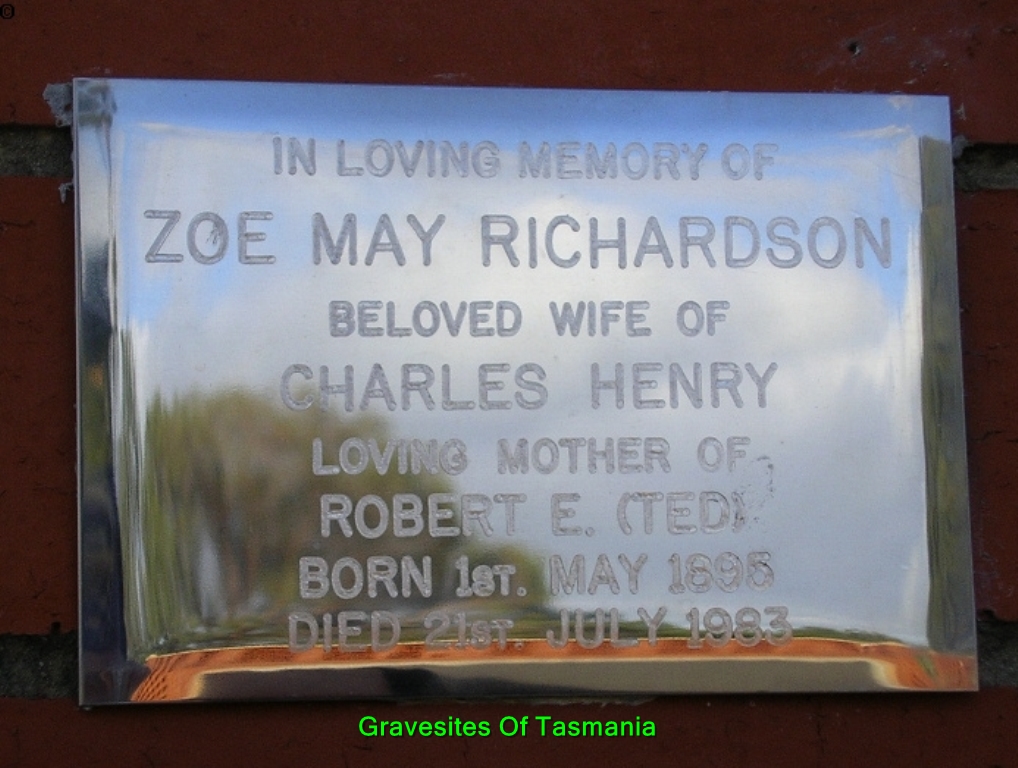 ©
IN LOVING MEMORY OF
ZOE MAY RICHARDSON
BELOVED WIFE OF
CHARLES HENRY
LOVING MOTHER OF
ROBERT E. (TED)
BORN 1ST. MAY 1895
DIED 21ST. JULY 1983
Gravesites Of Tasmania